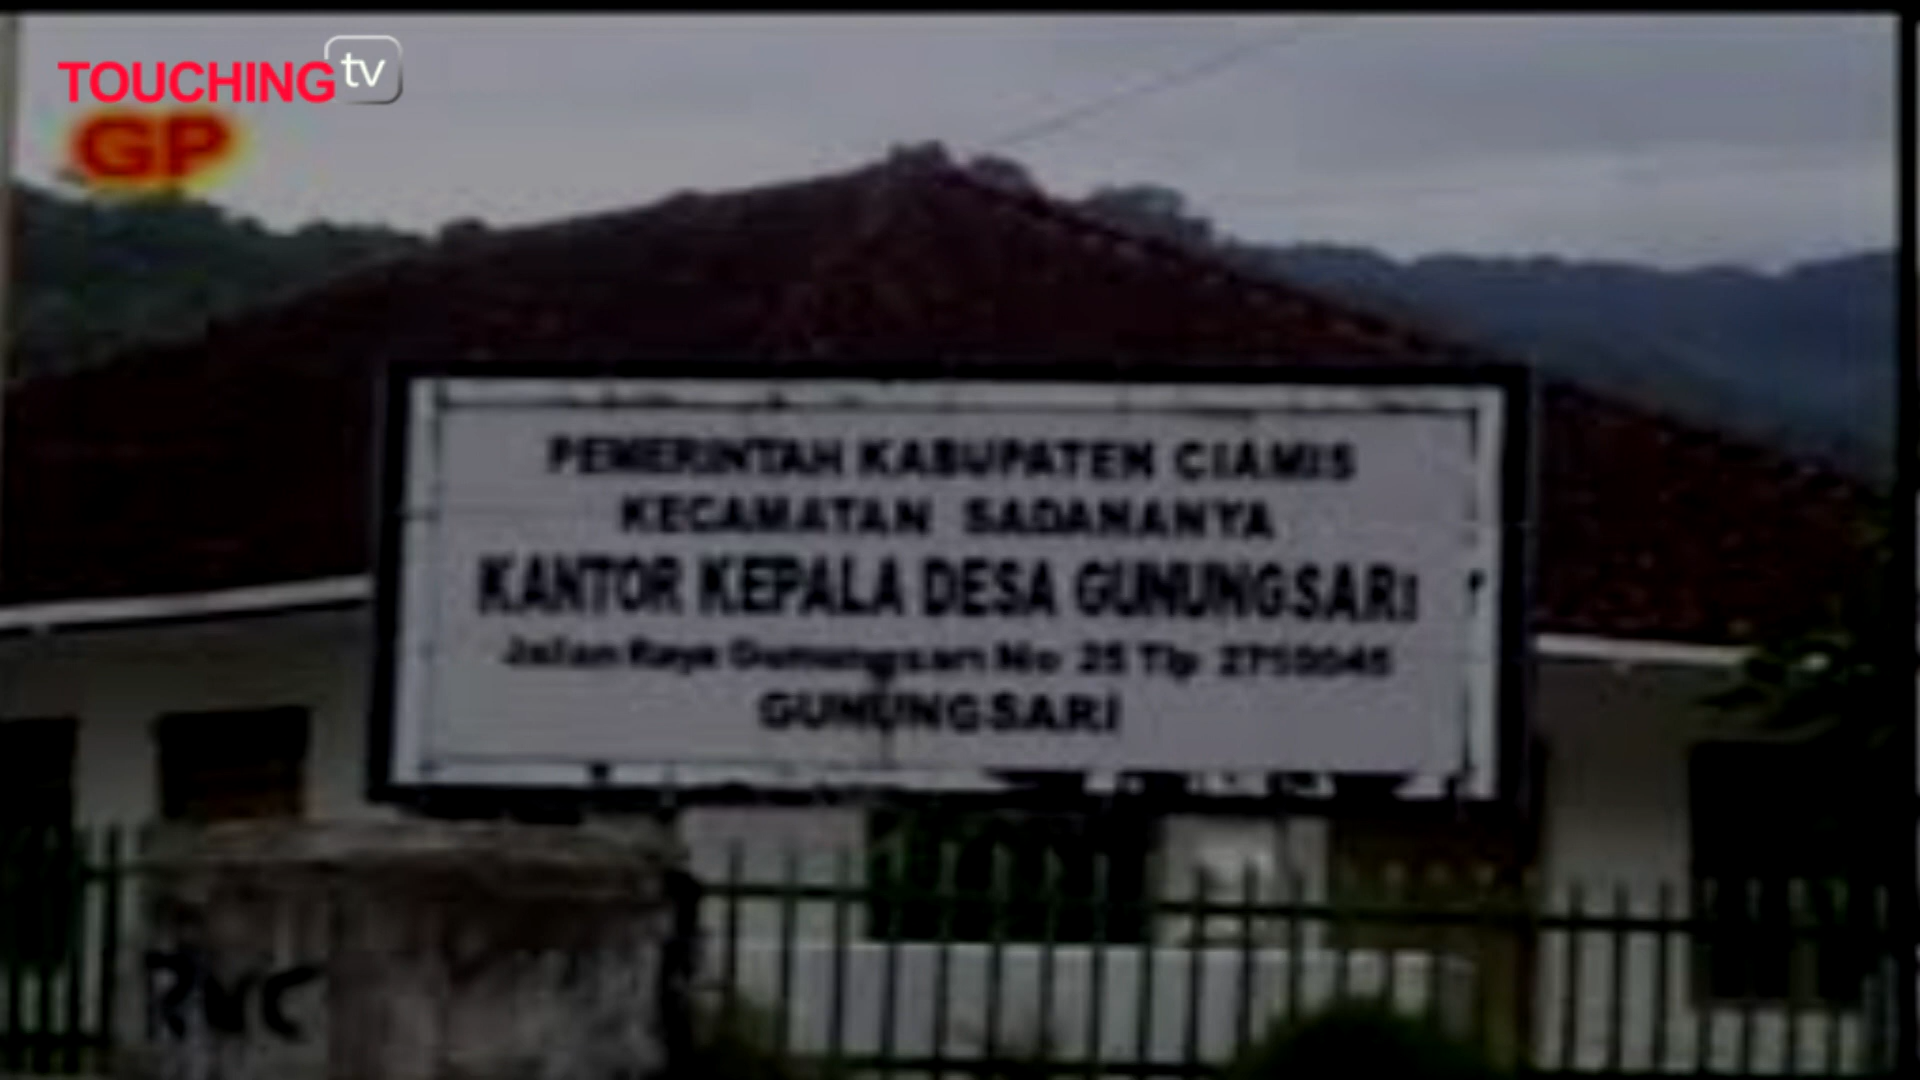 TOUCHING tv
GP
PEMERINTAH KABUPATEN CIAMIS
KECAMATAN SADANANYA
KANTOR KEPALA DESA GUNUNGSARI
Jalan Raya Gunungsari No 25 Tlp
GUNUNGSARI